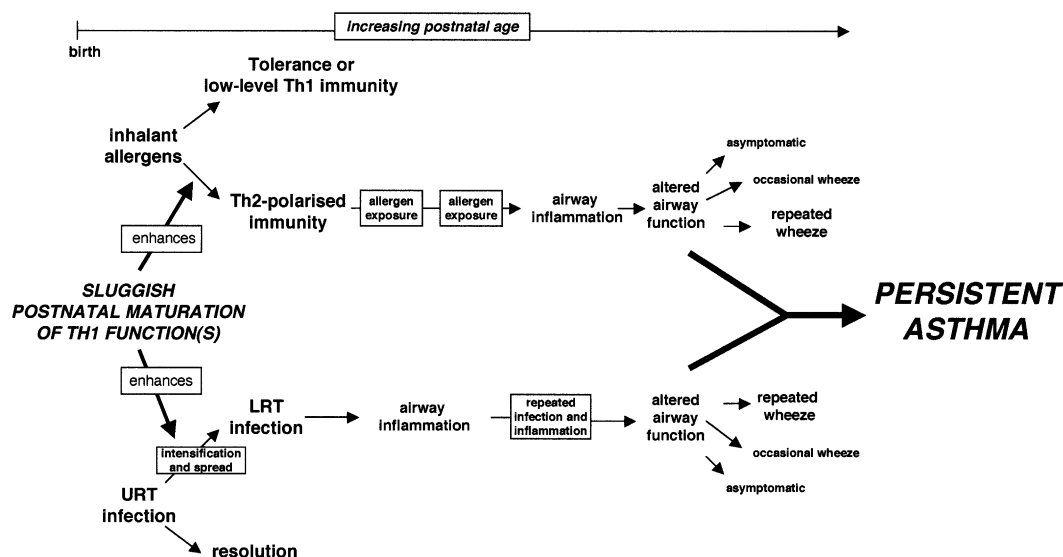 increasing postnatal age
birth
Tolerance or
low-level Th1 immunity
inhalant
allergens
Th2-polarised
immunity
allergen
exposure
allergen
exposure
airway
inflammation
altered
airway
function
asymptomatic
occasional wheeze
repeated
wheeze
enhances
SLUGGISH
POSTNATAL MATURATION
OF TH1 FUNCTION(S)
PERSISTENT
ASTHMA
enhances
LRT
infection
airway
inflammation
repeated
infection and
inflammation
altered
airway
function
repeated
wheeze
occasional wheeze
asymptomatic
intensification
and spread
URT
infection
resolution